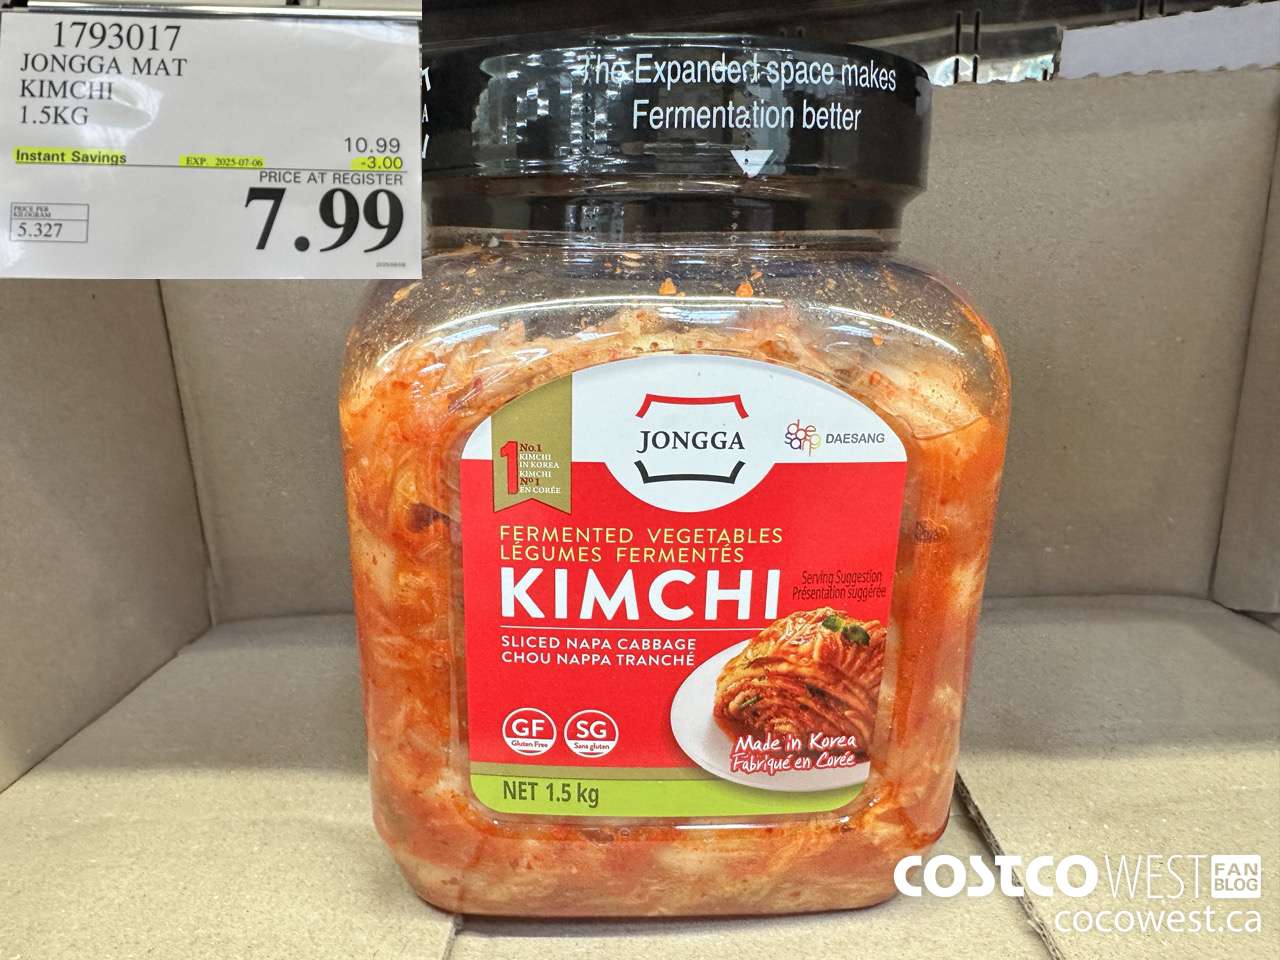 1793017
JONGGA MAT
KIMCHI
1.5KG
10.99
Instant Savings EXP. 2025-07-06 -3.00
PRICE AT REGISTER
7.99
PRICE PER
KILOGRAM
5.327
The Expanded space makes
Fermentation better
JONGGA
DAESANG
1
No.1
KIMCHI
IN KOREA
KIMCHI
Nº1
EN CORÉE
FERMENTED VEGETABLES
LÉGUMES FERMENTÉS
KIMCHI
Serving Suggestion
Présentation suggérée
SLICED NAPA CABBAGE
CHOU NAPPA TRANCHÉ
GF
Gluten Free
SG
Sans gluten
Made in Korea
Fabriqué en Corée
NET 1.5 kg
COSTCO WEST FAN BLOG
cocowest.ca